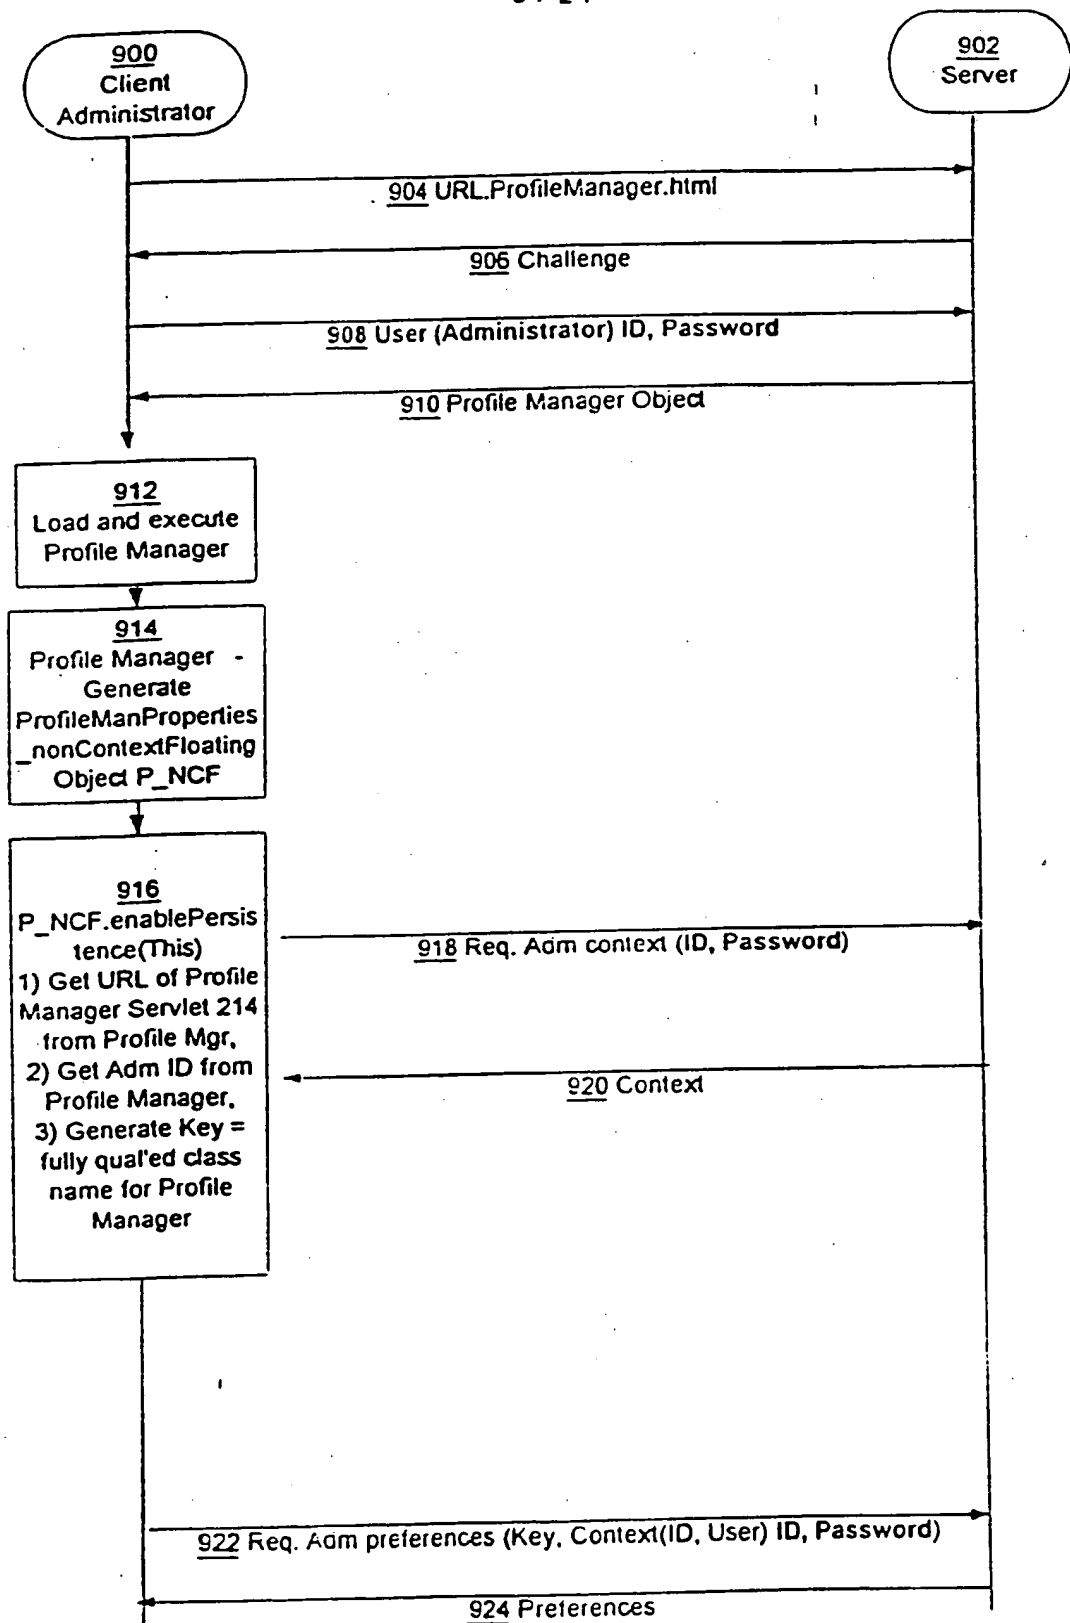 900
Client
Administrator
902
Server
904 URL.ProfileManager.html
906 Challenge
908 User (Administrator) ID, Password
910 Profile Manager Object
912
Load and execute
Profile Manager
914
Profile Manager -
Generate
ProfileManProperties
_nonContextFloating
Object P_NCF
916
P_NCF.enablePersis
tence(This)
1) Get URL of Profile
Manager Servlet 214
from Profile Mgr,
2) Get Adm ID from
Profile Manager,
3) Generate Key =
fully qual'ed class
name for Profile
Manager
918 Req. Adm context (ID, Password)
920 Context
922 Req. Adm preferences (Key, Context(ID, User) ID, Password)
924 Preferences